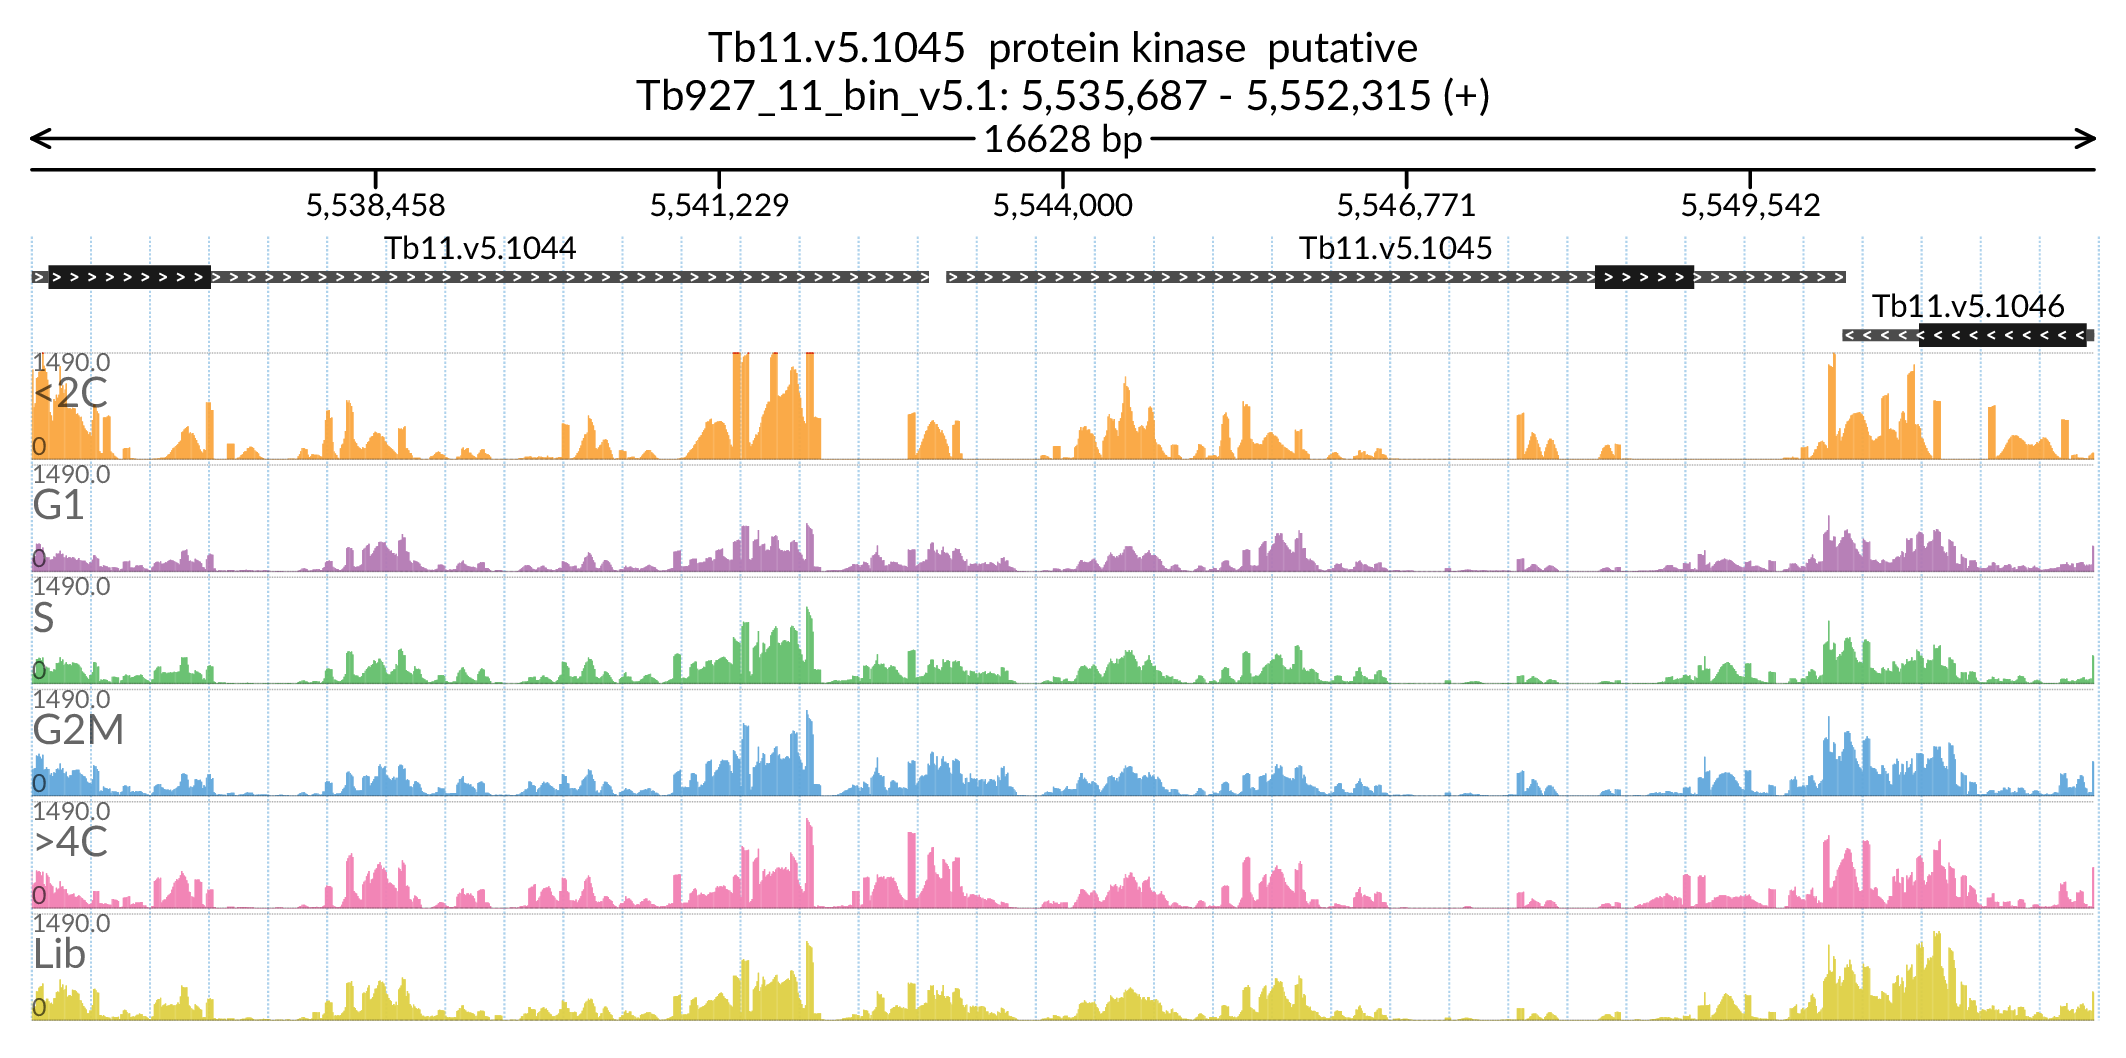 Tb11.v5.1045  protein kinase  putative
Tb927_11_bin_v5.1: 5,535,687 - 5,552,315 (+)
16628 bp
5,538,458 5,541,229 5,544,000 5,546,771 5,549,542
Tb11.v5.1044 Tb11.v5.1045
Tb11.v5.1046
1490.0
<2C
0
1490.0
G1
0
1490.0
S
0
1490.0
G2M
0
1490.0
>4C
0
1490.0
Lib
0